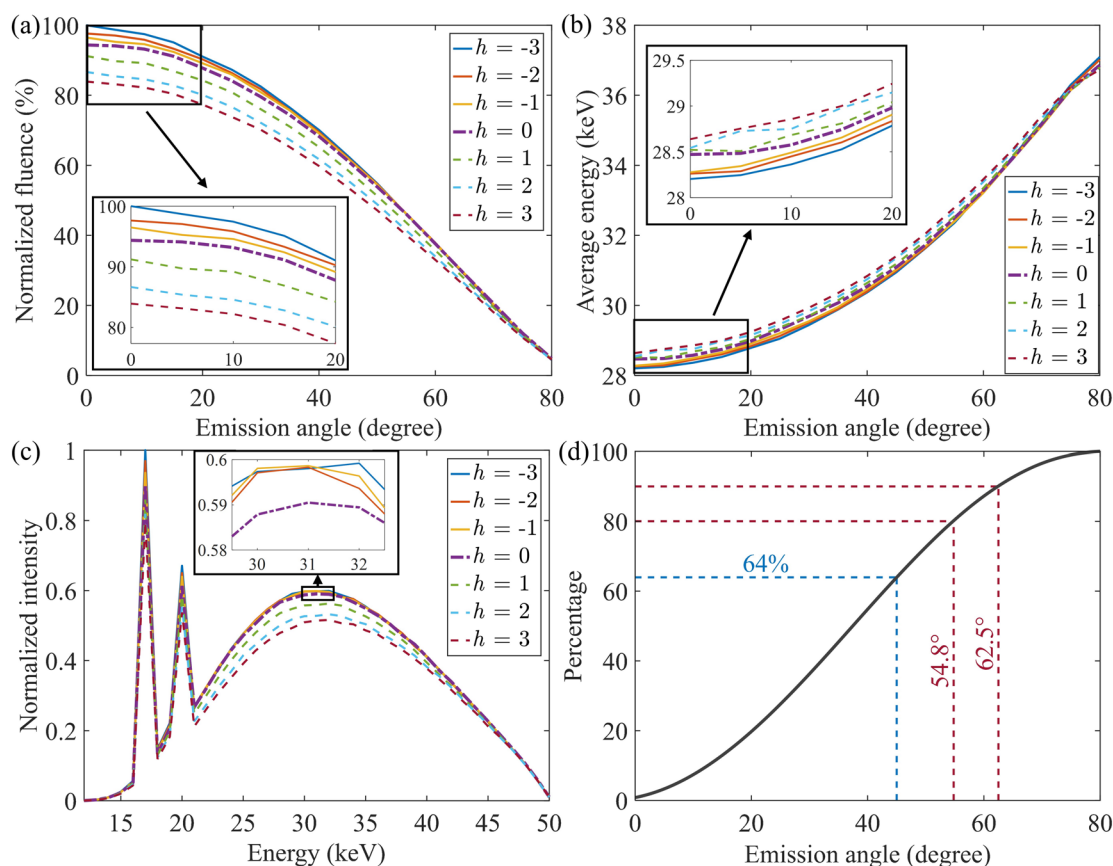 (a)
100
80
60
40
20
0
Normalized fluence (%)
h = -3
h = -2
h = -1
h = 0
h = 1
h = 2
h = 3
100
90
80
0 10 20
0 20 40 60 80
Emission angle (degree)
(b)
38
36
34
32
30
28
Average energy (keV)
29.5
29
28.5
28
0 10 20
h = -3
h = -2
h = -1
h = 0
h = 1
h = 2
h = 3
0 20 40 60 80
Emission angle (degree)
(c)
1
0.8
0.6
0.4
0.2
0
Normalized intensity
0.6
0.59
0.58
30 31 32
h = -3
h = -2
h = -1
h = 0
h = 1
h = 2
h = 3
15 20 25 30 35 40 45 50
Energy (keV)
(d)
100
80
60
40
20
0
Percentage
64%
54.8°
62.5°
0 20 40 60 80
Emission angle (degree)